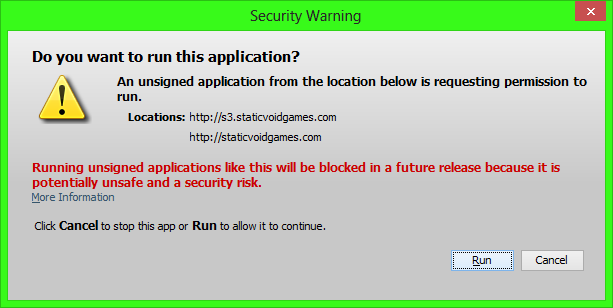 Security Warning
Do you want to run this application?
An unsigned application from the location below is requesting permission to
run.
Locations: http://s3.staticvoidgames.com
http://staticvoidgames.com
Running unsigned applications like this will be blocked in a future release because it is
potentially unsafe and a security risk.
More Information
Click Cancel to stop this app or Run to allow it to continue.
Run Cancel